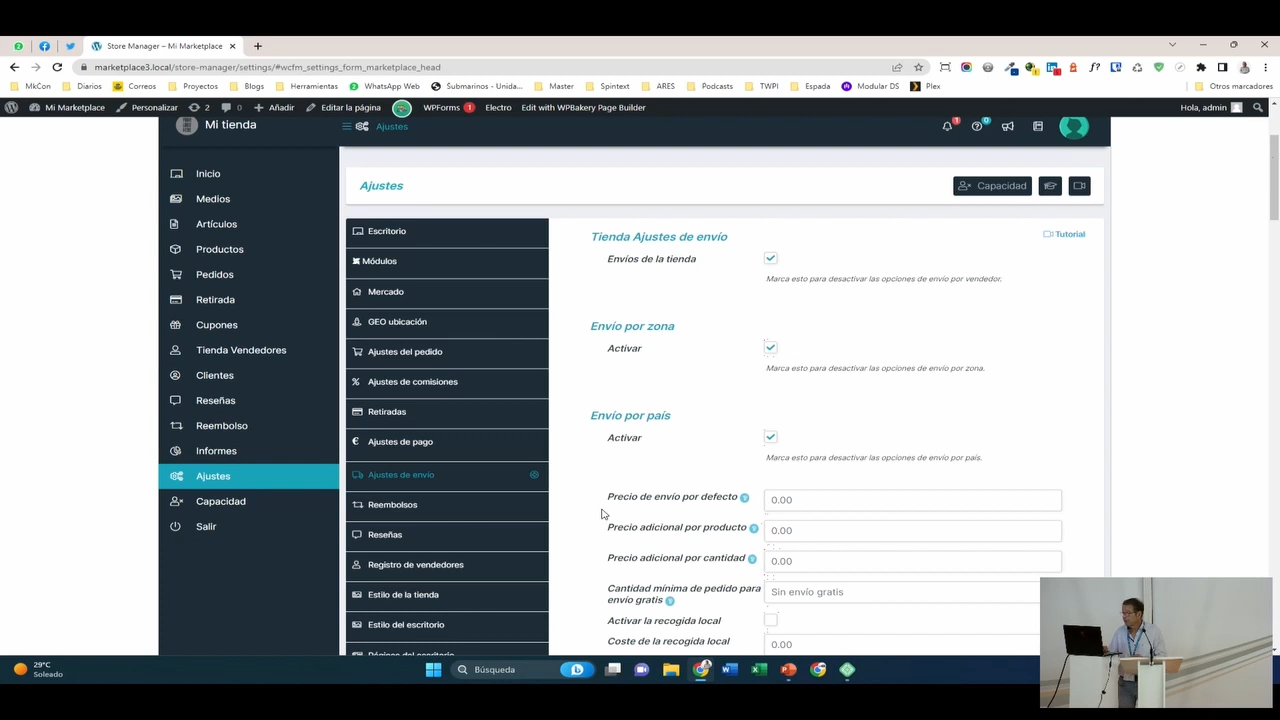 Store Manager – Mi Marketplace
marketplace3.local/store-manager/settings/#wcfm_settings_form_marketplace_head
MkCon Diarios Correos Proyectos Blogs Herramientas WhatsApp Web Submarinos - Unida... Master Spintext ARES Podcasts TWPI Espada Modular DS Plex Otros marcadores
Mi Marketplace Personalizar 2 0 Añadir Editar la página WPForms 1 Electro Edit with WPBakery Page Builder Hola, admin
Mi tienda
Ajustes
1 0
Inicio
Medios
Artículos
Productos
Pedidos
Retirada
Cupones
Tienda Vendedores
Clientes
Reseñas
Reembolso
Informes
Ajustes
Capacidad
Salir
Ajustes
Capacidad
Escritorio
Módulos
Mercado
GEO ubicación
Ajustes del pedido
Ajustes de comisiones
Retiradas
Ajustes de pago
Ajustes de envío
Reembolsos
Reseñas
Registro de vendedores
Estilo de la tienda
Estilo del escritorio
Páginas del escritorio
Tienda Ajustes de envío
Tutorial
Envíos de la tienda
Marca esto para desactivar las opciones de envío por vendedor.
Envío por zona
Activar
Marca esto para desactivar las opciones de envío por zona.
Envío por país
Activar
Marca esto para desactivar las opciones de envío por país.
Precio de envío por defecto 0.00
Precio adicional por producto 0.00
Precio adicional por cantidad 0.00
Cantidad mínima de pedido para
envío gratis
Sin envío gratis
Activar la recogida local
Coste de la recogida local 0.00
29°C
Soleado
Búsqueda